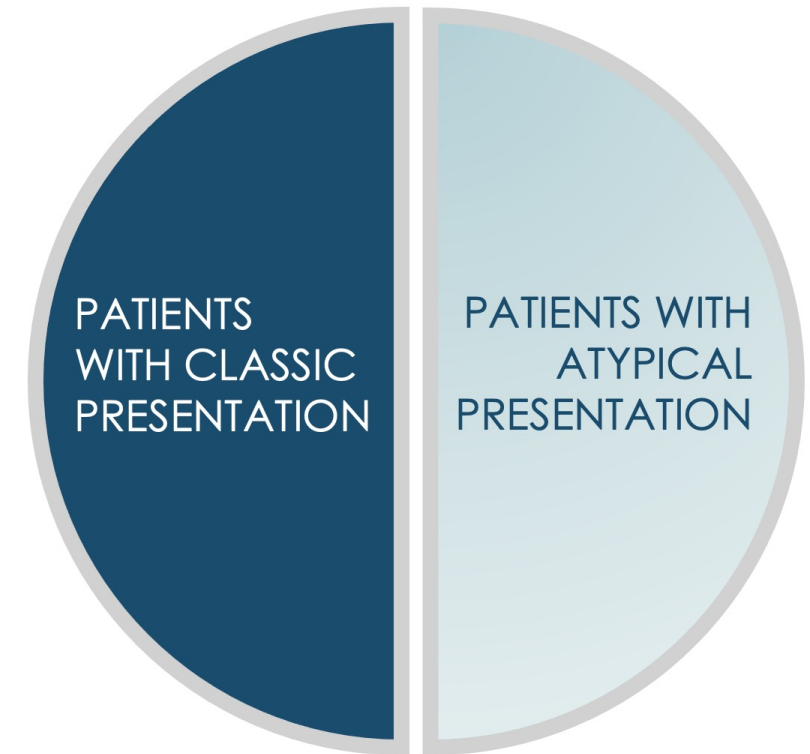 PATIENTS
WITH CLASSIC
PRESENTATION
PATIENTS WITH
ATYPICAL
PRESENTATION